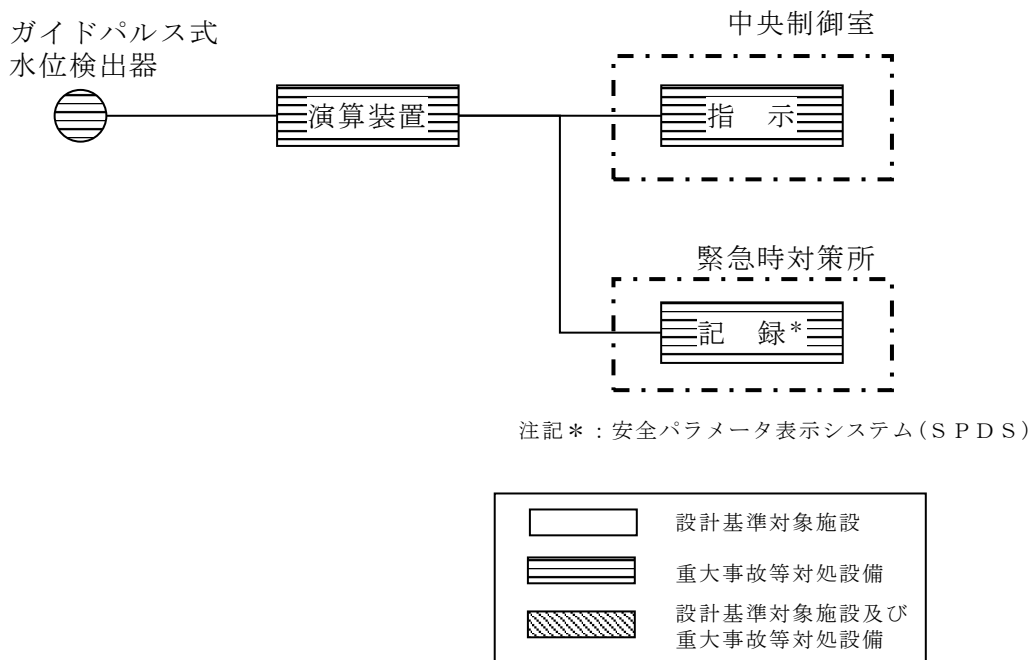 ガイドパルス式
水位検出器
演算装置
中央制御室
指　示
緊急時対策所
記　録*
注記＊：安全パラメータ表示システム(ＳＰＤＳ)
設計基準対象施設
重大事故等対処設備
設計基準対象施設及び
重大事故等対処設備